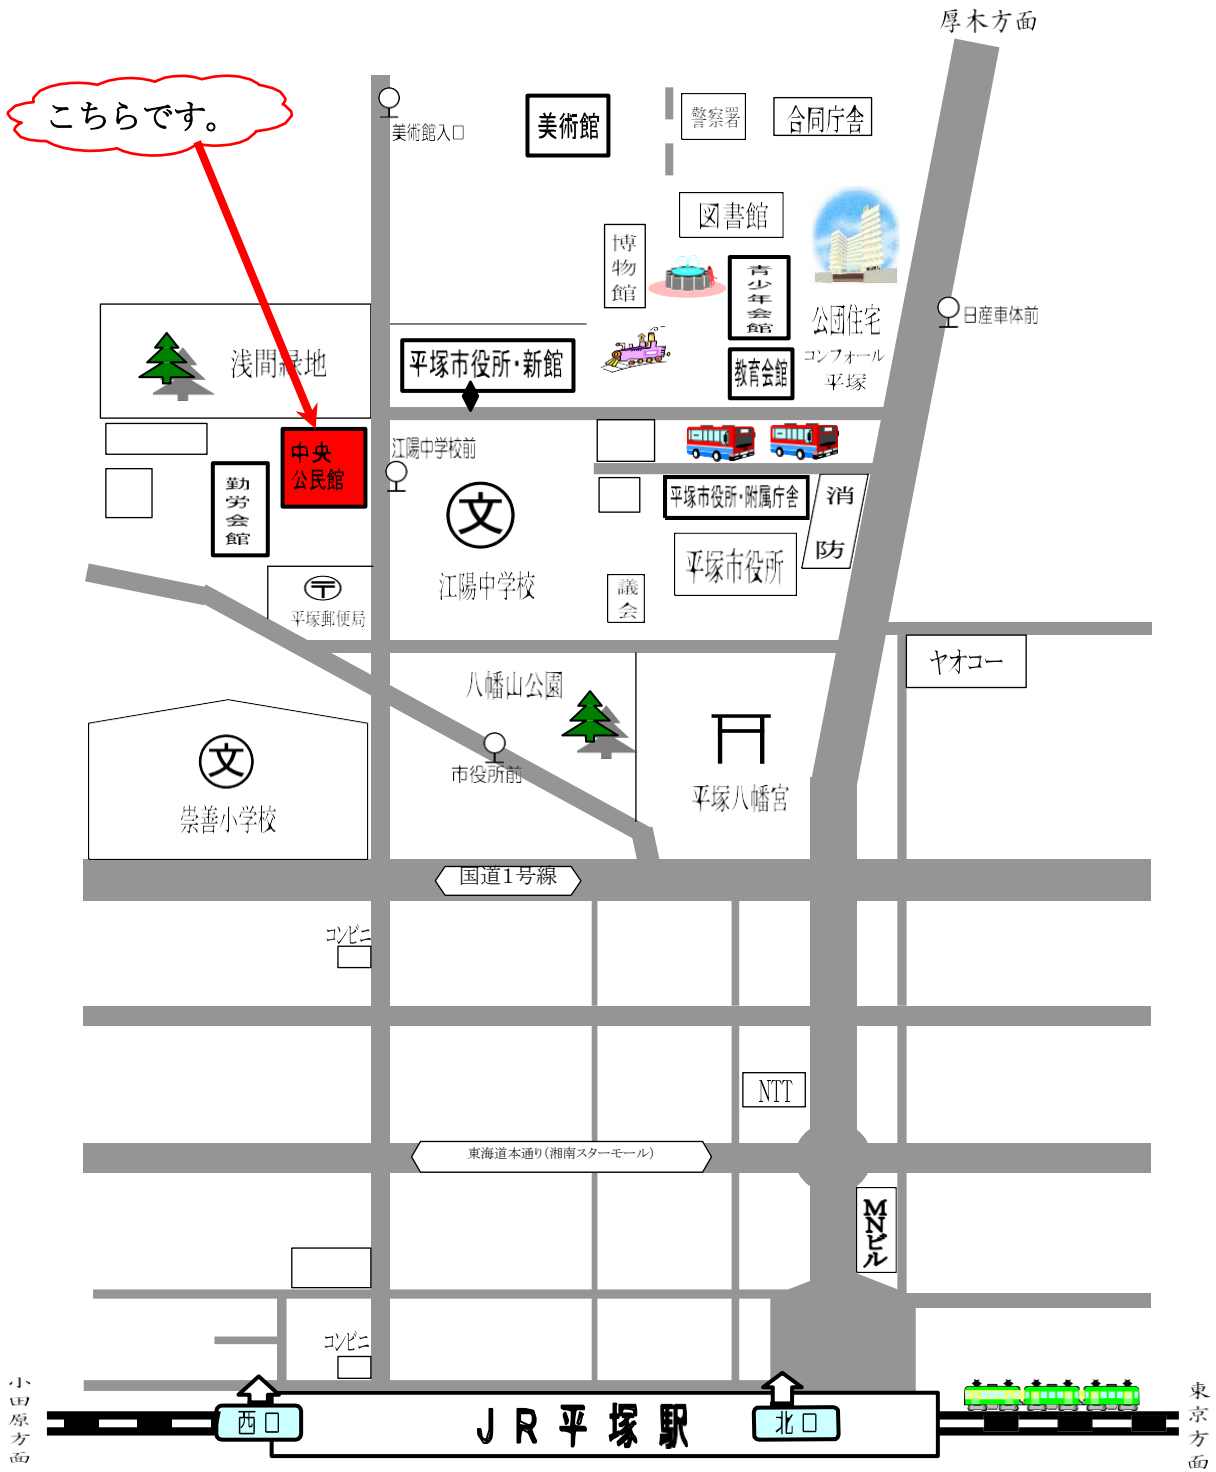 厚木方面
こちらです。
美術館入口
美術館
警察署
合同庁舎
図書館
博物館
青少年会館
公団住宅
コンフォール
平塚
日産車体前
浅間緑地
平塚市役所・新館
教育会館
中央
公民館
江陽中学校前
勤労会館
文
江陽中学校
平塚市役所・附属庁舎
消防
平塚市役所
議会
〒
平塚郵便局
ヤオコー
八幡山公園
市役所前
平塚八幡宮
文
崇善小学校
国道1号線
コンビニ
NTT
東海道本通り(湘南スターモール)
MNビル
コンビニ
小田原方面
西口
JR平塚駅
北口
東京方面